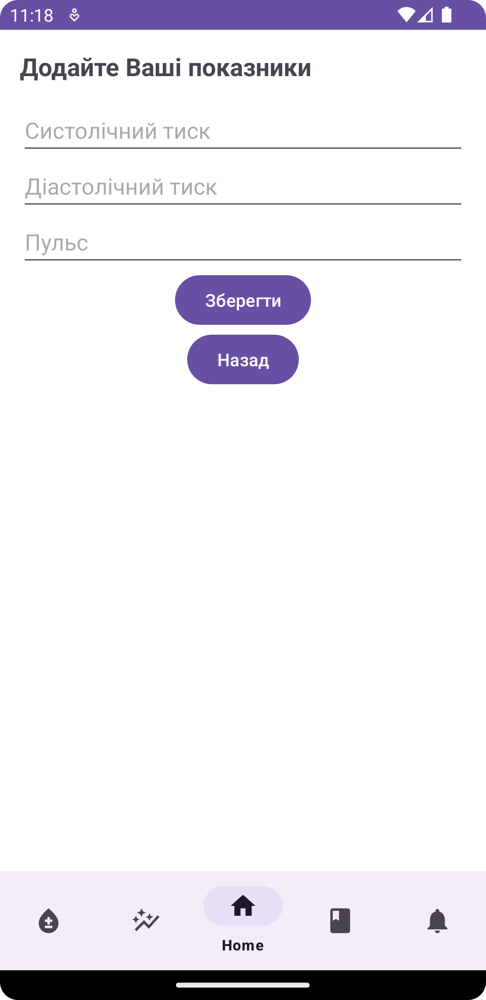 11:18
Додайте Ваші показники
Систолічний тиск
Діастолічний тиск
Пульс
Зберегти
Назад
Home